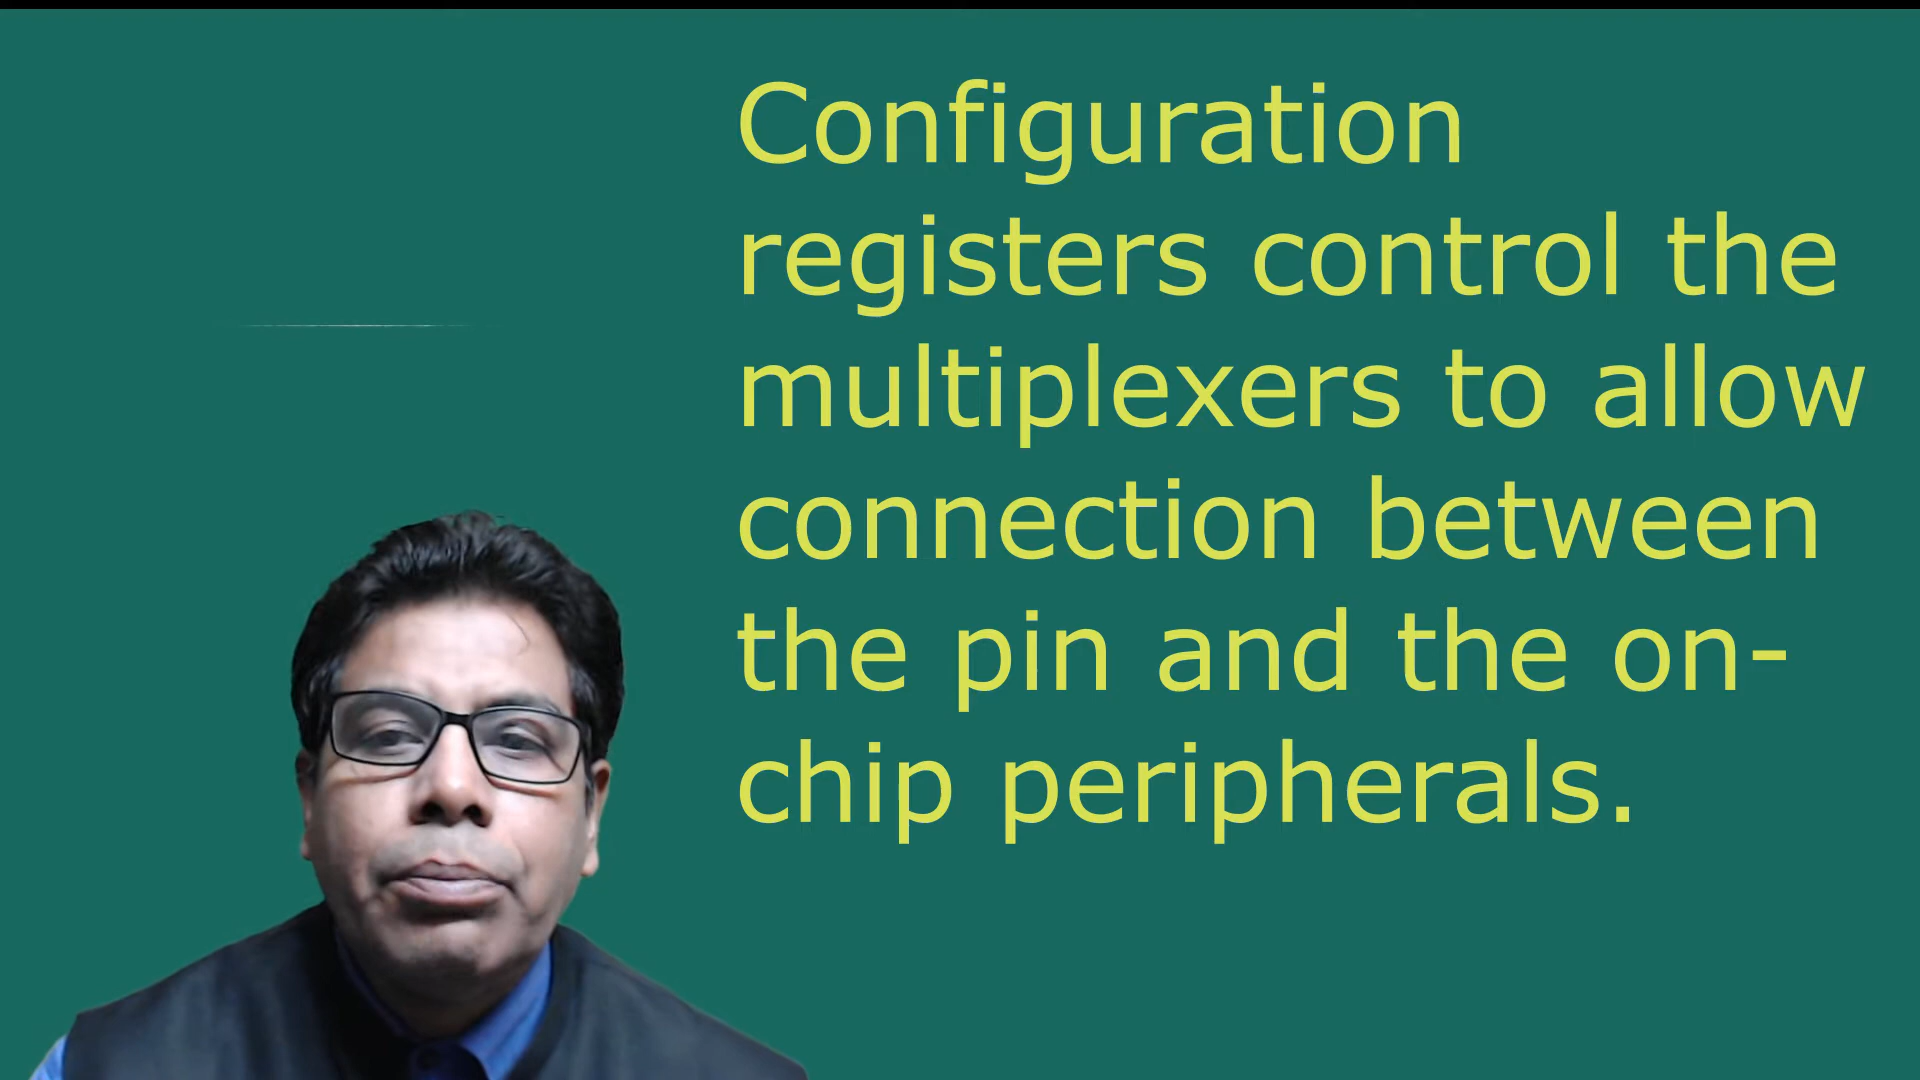 Configuration
registers control the
multiplexers to allow
connection between
the pin and the on-
chip peripherals.